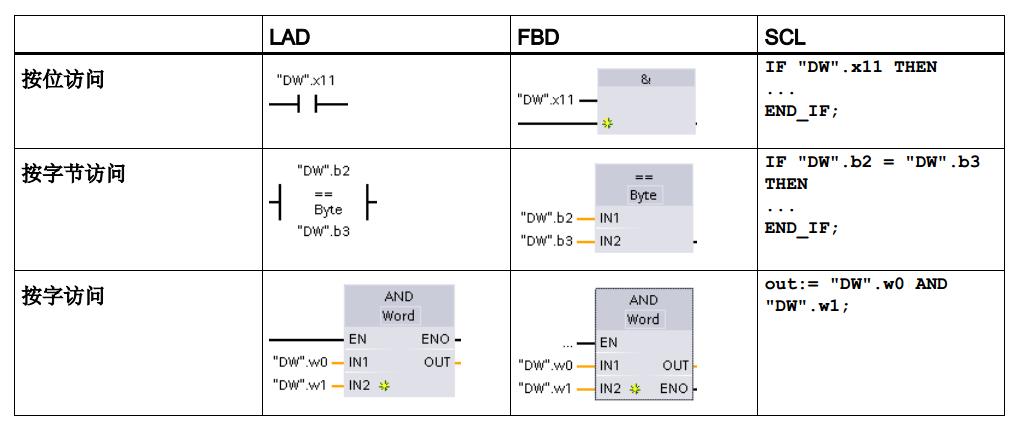 LAD
FBD
SCL
按位访问
"DW".x11
&
"DW".x11
IF "DW".x11 THEN
...
END_IF;
按字节访问
"DW".b2
==
Byte
"DW".b3
==
Byte
"DW".b2 IN1
"DW".b3 IN2
IF "DW".b2 = "DW".b3
THEN
...
END_IF;
按字访问
AND
Word
EN ENO
"DW".w0 IN1 OUT
"DW".w1 IN2
AND
Word
... EN
"DW".w0 IN1 OUT
"DW".w1 IN2 ENO
out:= "DW".w0 AND
"DW".w1;